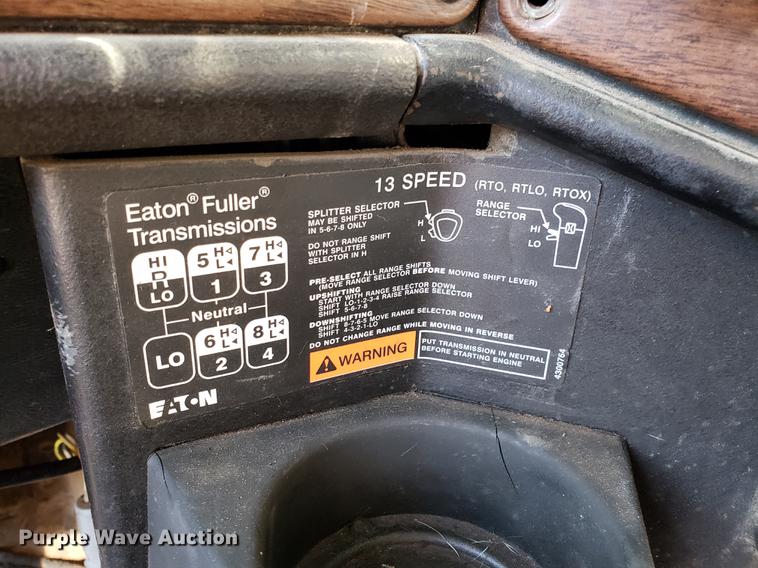 13 SPEED (RTO, RTLO, RTOX)
Eaton® Fuller®
Transmissions
HI
R
LO
5 H
L
1
7 H
L
3
Neutral
LO
6 H
L
2
8 H
L
4
EATON
SPLITTER SELECTOR
MAY BE SHIFTED
IN 5-6-7-8 ONLY
DO NOT RANGE SHIFT
WITH SPLITTER
SELECTOR IN H
H
L
RANGE
SELECTOR
HI
LO
PRE-SELECT ALL RANGE SHIFTS
(MOVE RANGE SELECTOR BEFORE MOVING SHIFT LEVER)
UPSHIFTING
START WITH RANGE SELECTOR DOWN
SHIFT LO-1-2-3-4 RAISE RANGE SELECTOR
SHIFT 5-6-7-8
DOWNSHIFTING
SHIFT 8-7-6-5 MOVE RANGE SELECTOR DOWN
SHIFT 4-3-2-1-LO
DO NOT CHANGE RANGE WHILE MOVING IN REVERSE
WARNING
PUT TRANSMISSION IN NEUTRAL
BEFORE STARTING ENGINE
4300764
Purple Wave Auction®